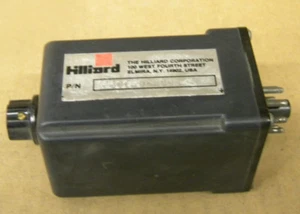 Hilliard
THE HILLIARD CORPORATION
100 WEST FOURTH STREET
ELMIRA, N.Y. 14902, USA
P/N